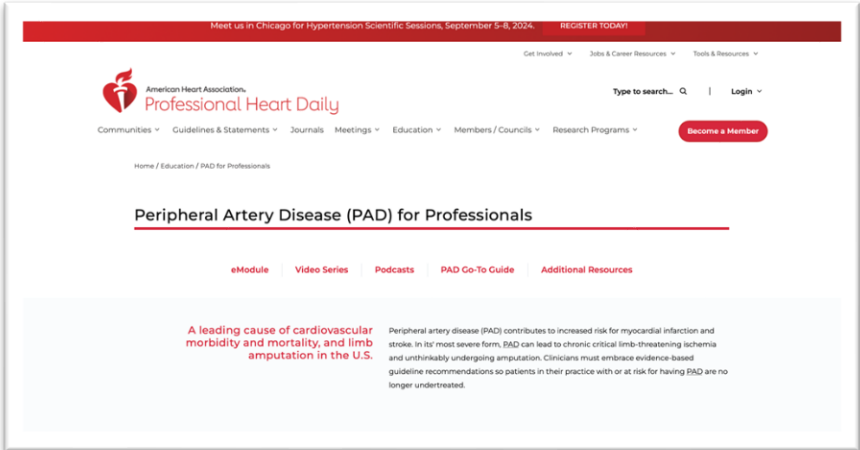 Meet us in Chicago for Hypertension Scientific Sessions, September 5-8, 2024. REGISTER TODAY!
Get Involved Jobs & Career Resources Tools & Resources
American Heart Association.
Professional Heart Daily
Type to search... | Login
Communities Guidelines & Statements Journals Meetings Education Members / Councils Research Programs Become a Member
Home / Education / PAD for Professionals
Peripheral Artery Disease (PAD) for Professionals
eModule Video Series Podcasts PAD Go-To Guide Additional Resources
A leading cause of cardiovascular
morbidity and mortality, and limb
amputation in the U.S.
Peripheral artery disease (PAD) contributes to increased risk for myocardial infarction and
stroke. In its' most severe form, PAD can lead to chronic critical limb-threatening ischemia
and unthinkably undergoing amputation. Clinicians must embrace evidence-based
guideline recommendations so patients in their practice with or at risk for having PAD are no
longer undertreated.